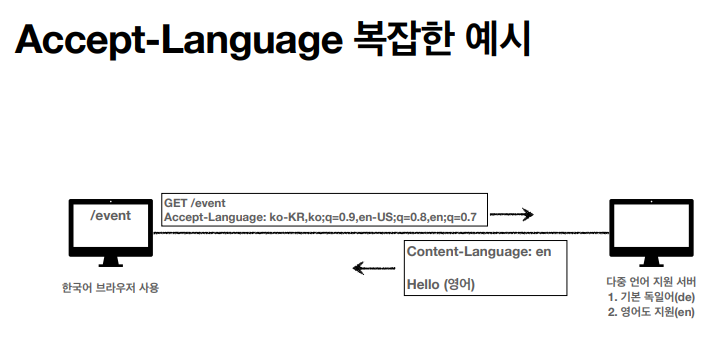 Accept-Language 복잡한 예시
/event
GET /event
Accept-Language: ko-KR,ko;q=0.9,en-US;q=0.8,en;q=0.7
Content-Language: en
Hello (영어)
한국어 브라우저 사용
다중 언어 지원 서버
1. 기본 독일어(de)
2. 영어도 지원(en)